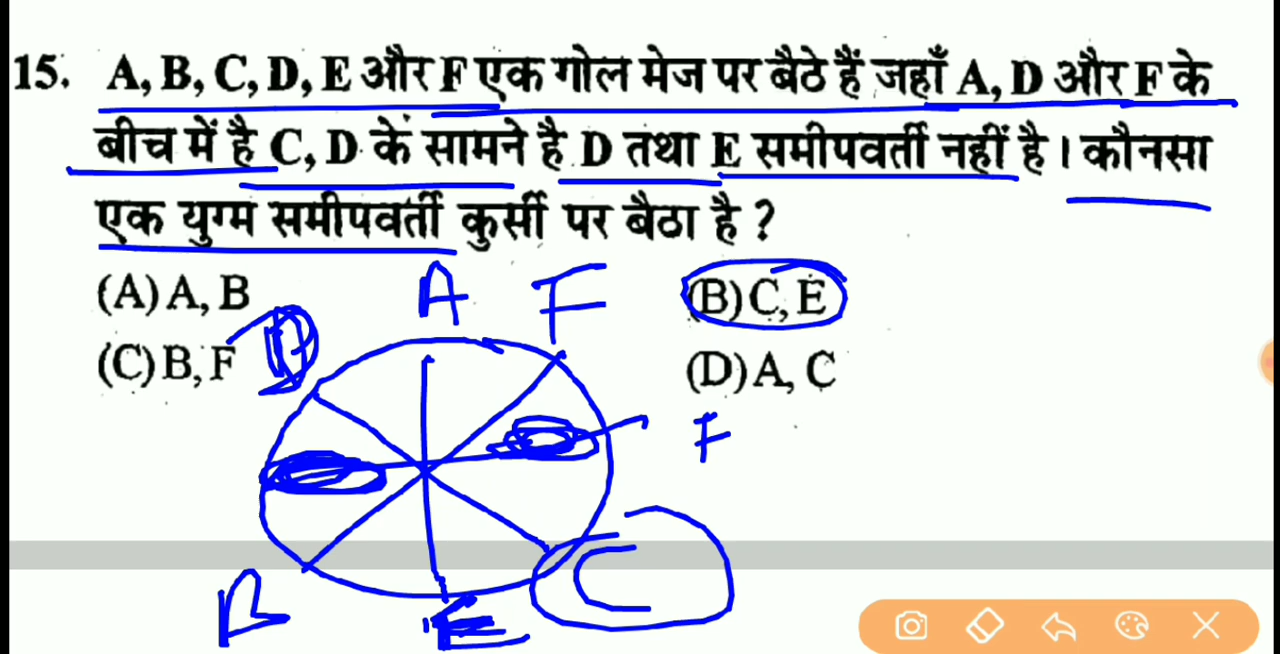 15. A, B, C, D, E और F एक गोल मेज पर बैठे हैं जहाँ A, D और F के
बीच में है C, D के सामने है D तथा E समीपवर्ती नहीं है। कौनसा
एक युग्म समीपवर्ती कुर्सी पर बैठा है ?
(A) A, B (B) C, E
(C) B, F (D) A, C
A F
D
F
C
B E